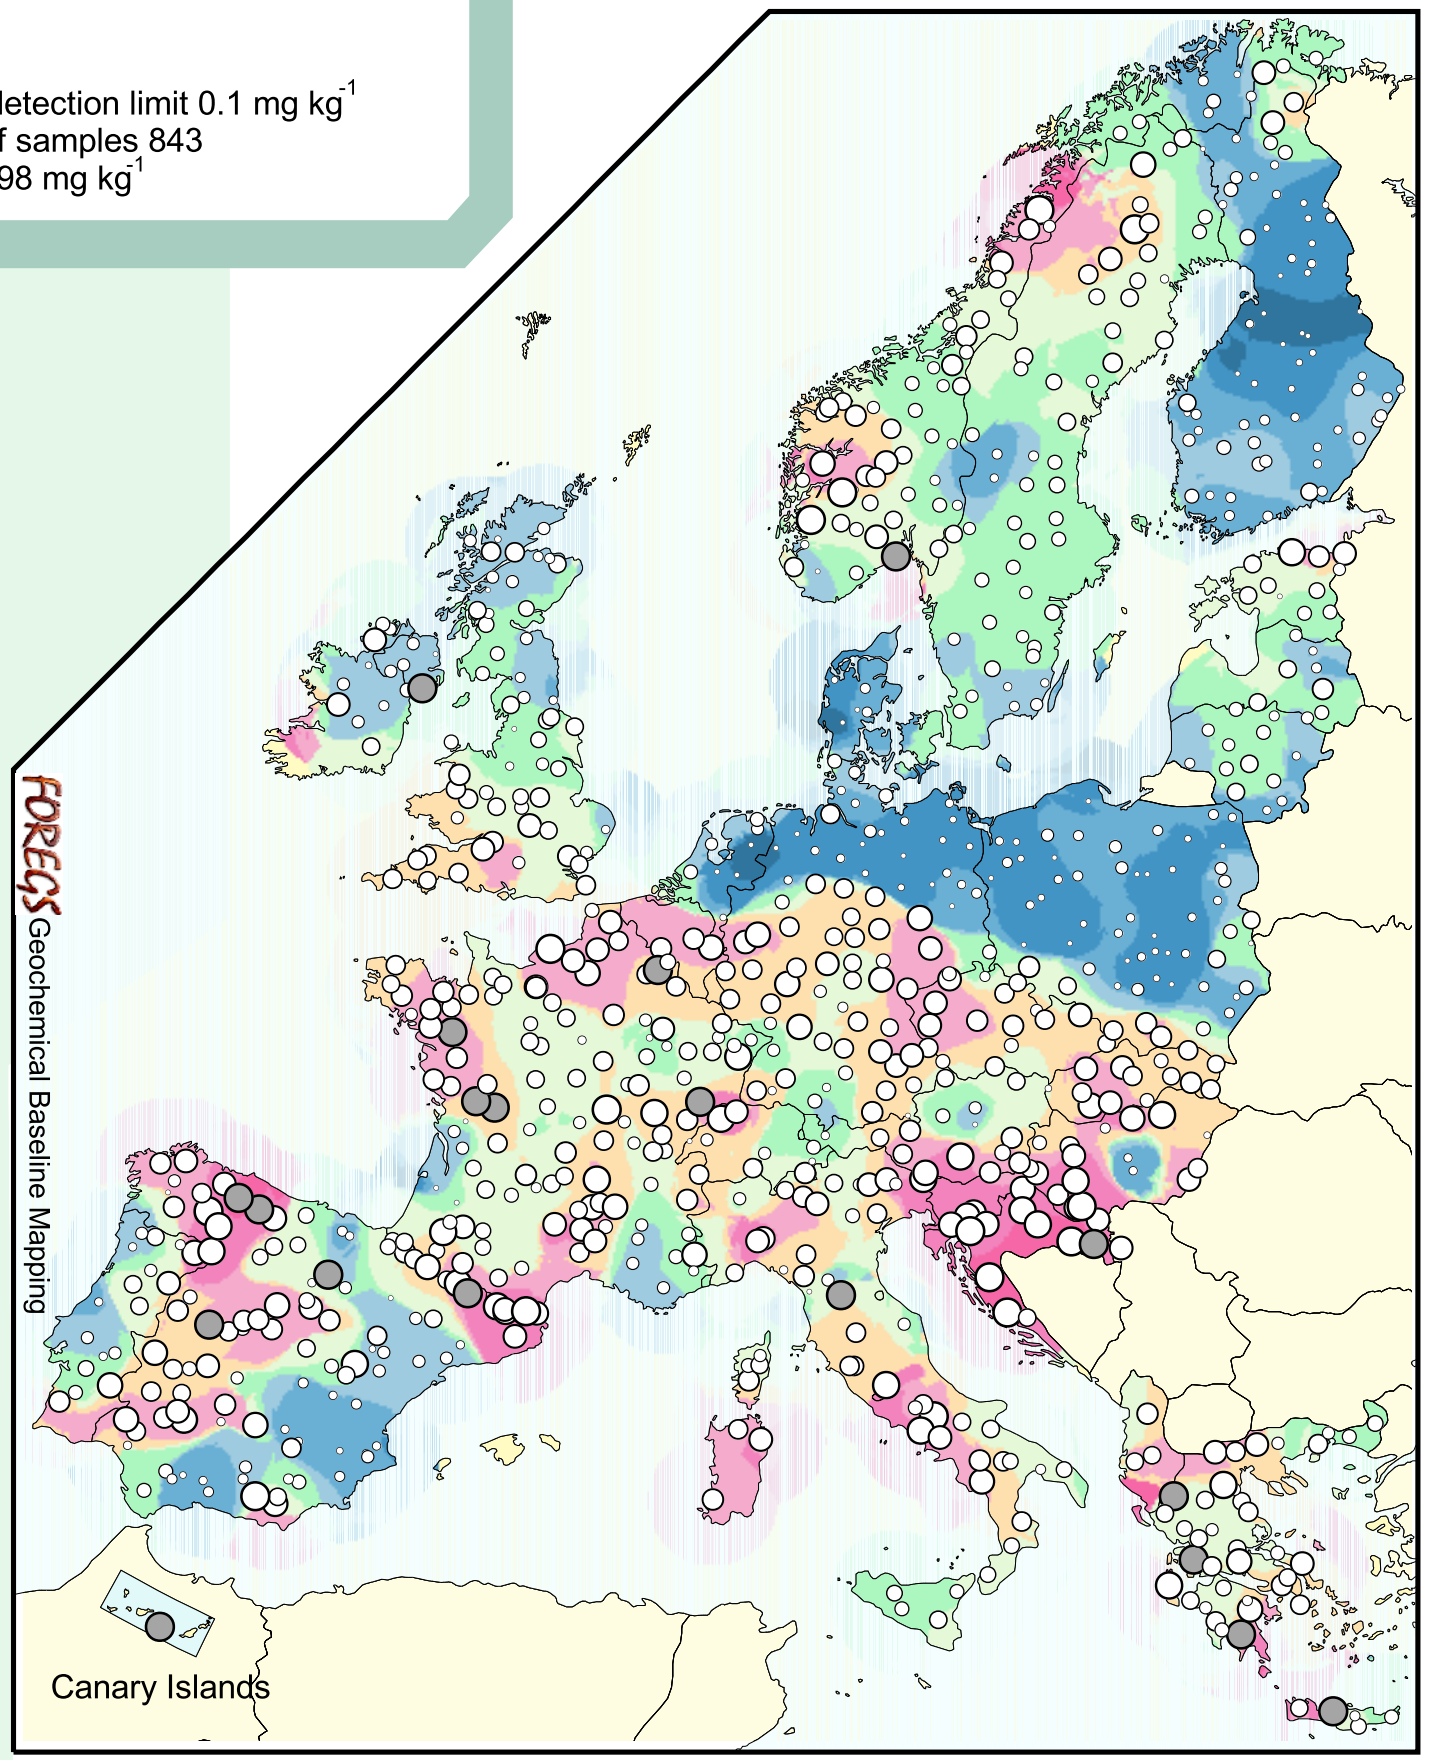 detection limit 0.1 mg kg-1
f samples 843
98 mg kg-1
FOREGS Geochemical Baseline Mapping
Canary Islands